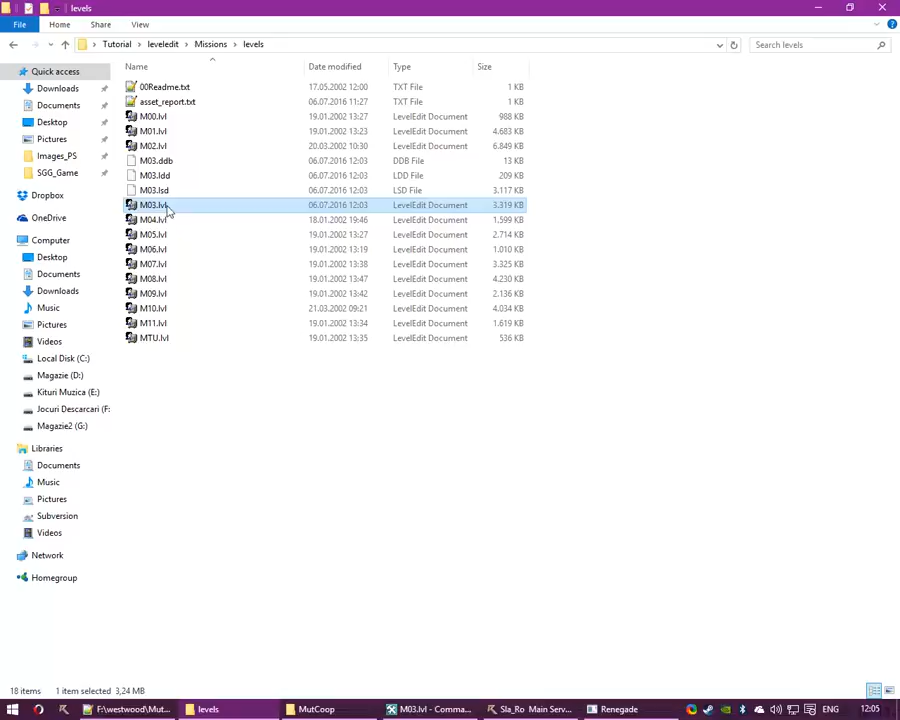 levels
File Home Share View
Tutorial leveledit Missions levels Search levels
Name Date modified Type Size
Quick access
Downloads
Documents
Desktop
Pictures
Images_PS
SGG_Game
Dropbox
OneDrive
Computer
Desktop
Documents
Downloads
Music
Pictures
Videos
Local Disk (C:)
Magazie (D:)
Kituri Muzica (E:)
Jocuri Descarcari (F:
Magazie2 (G:)
Libraries
Documents
Music
Pictures
Subversion
Videos
Network
Homegroup
00Readme.txt 17.05.2002 12:00 TXT File 1 KB
asset_report.txt 06.07.2016 11:27 TXT File 1 KB
M00.lvl 19.01.2002 13:27 LevelEdit Document 988 KB
M01.lvl 19.01.2002 13:23 LevelEdit Document 4.683 KB
M02.lvl 20.03.2002 10:30 LevelEdit Document 6.849 KB
M03.ddb 06.07.2016 12:03 DDB File 13 KB
M03.ldd 06.07.2016 12:03 LDD File 209 KB
M03.lsd 06.07.2016 12:03 LSD File 3.117 KB
M03.lvl 06.07.2016 12:03 LevelEdit Document 3.319 KB
M04.lvl 18.01.2002 19:46 LevelEdit Document 1.599 KB
M05.lvl 19.01.2002 13:27 LevelEdit Document 2.714 KB
M06.lvl 19.01.2002 13:19 LevelEdit Document 1.010 KB
M07.lvl 19.01.2002 13:38 LevelEdit Document 3.325 KB
M08.lvl 19.01.2002 13:47 LevelEdit Document 4.230 KB
M09.lvl 19.01.2002 13:42 LevelEdit Document 2.136 KB
M10.lvl 21.03.2002 09:21 LevelEdit Document 4.034 KB
M11.lvl 19.01.2002 13:34 LevelEdit Document 1.619 KB
MTU.lvl 19.01.2002 13:35 LevelEdit Document 536 KB
18 items 1 item selected 3,24 MB
F:\westwood\Mut... levels MutCoop M03.lvl - Comma... Sla_Ro Main Serv... Renegade ENG 12:05